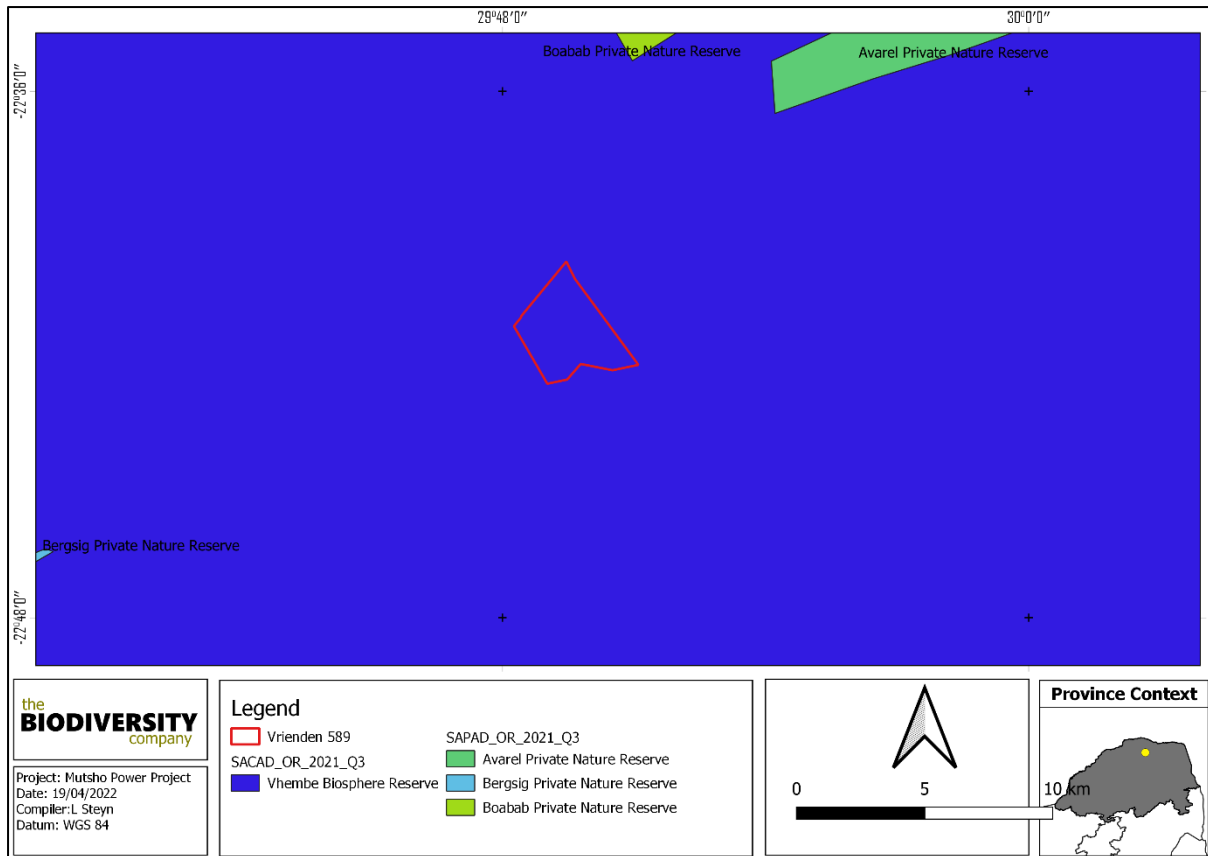 29°48'0"
30°0'0"
Boabab Private Nature Reserve
Avarel Private Nature Reserve
-22°36'0"
Bergsig Private Nature Reserve
-22°48'0"
the
BIODIVERSITY
company
Project: Mutsho Power Project
Date: 19/04/2022
Compiler:L Steyn
Datum: WGS 84
Legend
Vrienden 589
SACAD_OR_2021_Q3
Vhembe Biosphere Reserve
SAPAD_OR_2021_Q3
Avarel Private Nature Reserve
Bergsig Private Nature Reserve
Boabab Private Nature Reserve
0 5 10 km
Province Context